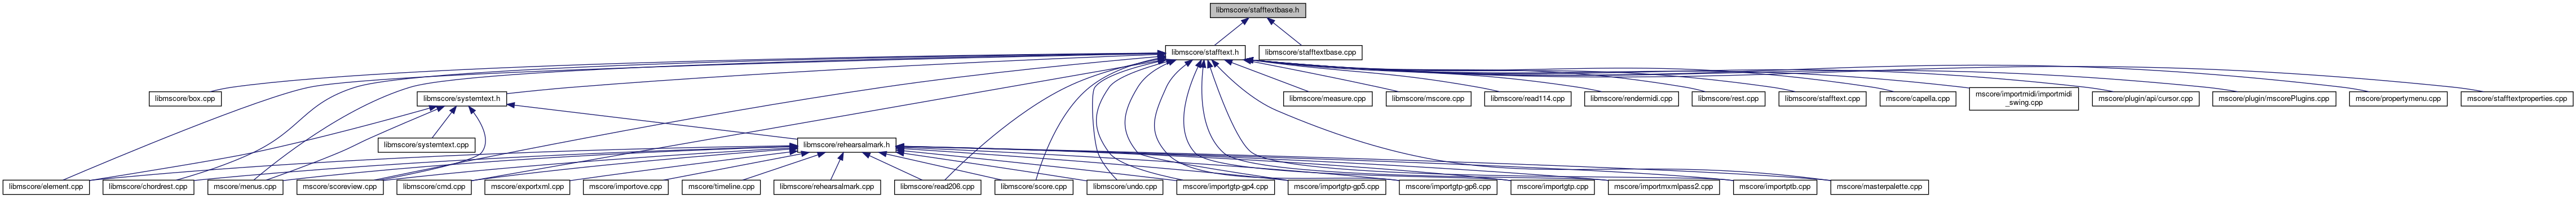 libmscore/stafftextbase.h
libmscore/stafftext.h
libmscore/stafftextbase.cpp
libmscore/box.cpp
libmscore/systemtext.h
libmscore/measure.cpp
libmscore/mscore.cpp
libmscore/read114.cpp
libmscore/rendermidi.cpp
libmscore/rest.cpp
libmscore/stafftext.cpp
mscore/capella.cpp
mscore/importmidi/importmidi
_swing.cpp
mscore/plugin/api/cursor.cpp
mscore/plugin/mscorePlugins.cpp
mscore/propertymenu.cpp
mscore/stafftextproperties.cpp
libmscore/systemtext.cpp
libmscore/rehearsalmark.h
libmscore/element.cpp
libmscore/chordrest.cpp
mscore/menus.cpp
mscore/scoreview.cpp
libmscore/cmd.cpp
mscore/exportxml.cpp
mscore/importove.cpp
mscore/timeline.cpp
libmscore/rehearsalmark.cpp
libmscore/read206.cpp
libmscore/score.cpp
libmscore/undo.cpp
mscore/importgtp-gp4.cpp
mscore/importgtp-gp5.cpp
mscore/importgtp-gp6.cpp
mscore/importgtp.cpp
mscore/importmxmlpass2.cpp
mscore/importptb.cpp
mscore/masterpalette.cpp